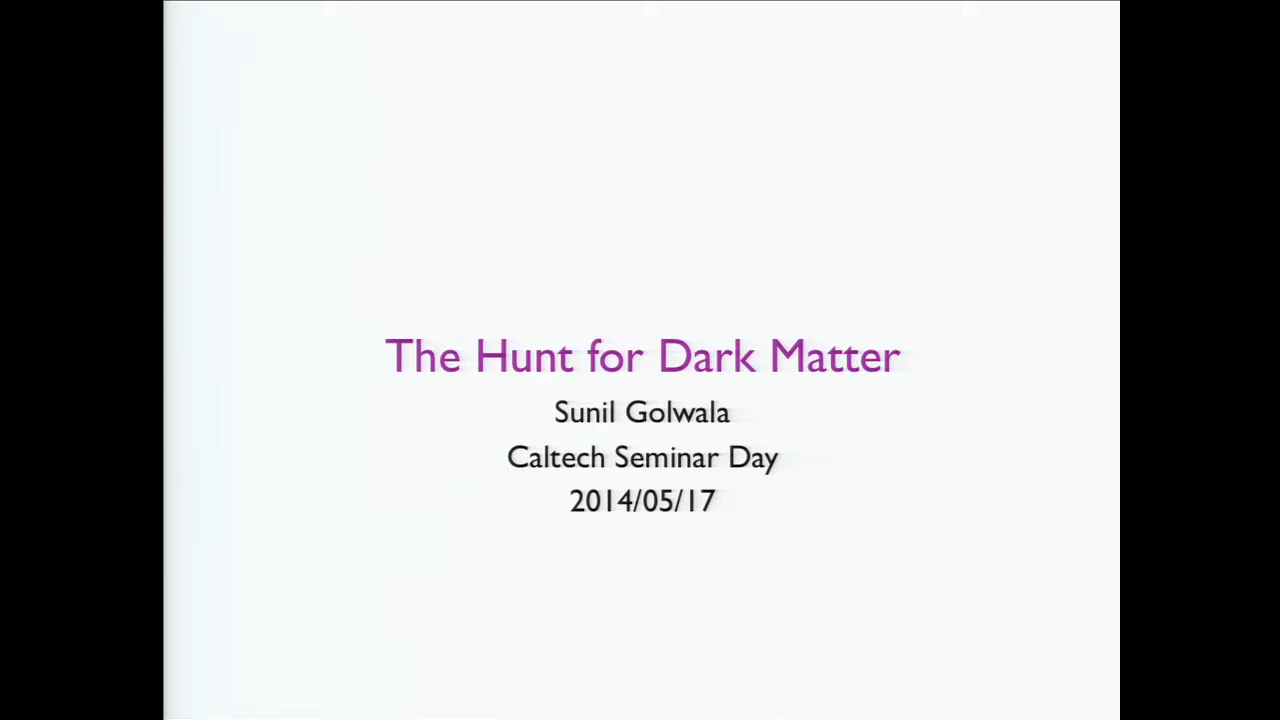 The Hunt for Dark Matter
Sunil Golwala
Caltech Seminar Day
2014/05/17